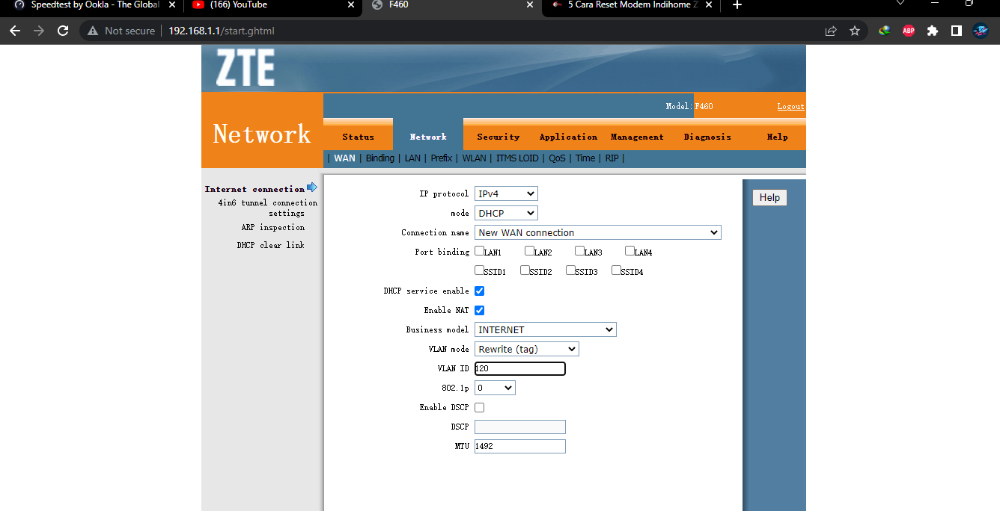 Speedtest by Ookla - The Global
(166) YouTube
F460
5 Cara Reset Modem Indihome Z
Not secure
192.168.1.1/start.ghtml
ABP
ZTE
Model: F460
Logout
Network
Status
Network
Security
Application
Management
Diagnosis
Help
| WAN | Binding | LAN | Prefix | WLAN | ITMS LOID | QoS | Time | RIP |
Internet connection
4in6 tunnel connection
settings
ARP inspection
DHCP clear link
IP protocol IPv4
mode DHCP
Connection name New WAN connection
Port binding LAN1 LAN2 LAN3 LAN4
SSID1 SSID2 SSID3 SSID4
DHCP service enable
Enable NAT
Business model INTERNET
VLAN mode Rewrite (tag)
VLAN ID 120
802.1p 0
Enable DSCP
DSCP
MTU 1492
Help